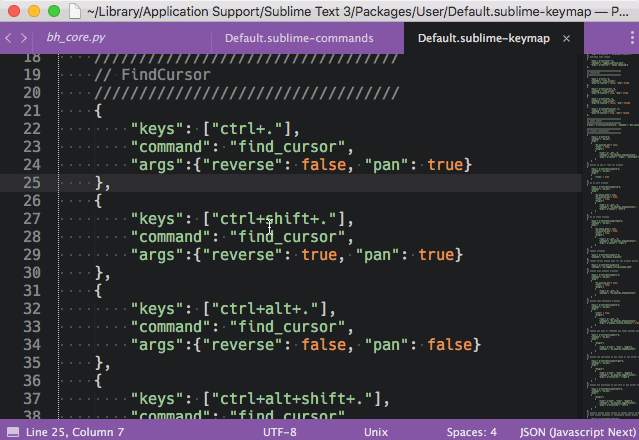 ~/Library/Application Support/Sublime Text 3/Packages/User/Default.sublime-keymap — P...
bh_core.py
Default.sublime-commands
Default.sublime-keymap ×
18 //////////////////////////////////
19 // FindCursor
20 //////////////////////////////////
21 {
22 "keys": ["ctrl+."],
23 "command": "find_cursor",
24 "args":{"reverse": false, "pan": true}
25 },
26 {
27 "keys": ["ctrl+shift+."],
28 "command": "find_cursor",
29 "args":{"reverse": true, "pan": true}
30 },
31 {
32 "keys": ["ctrl+alt+."],
33 "command": "find_cursor",
34 "args":{"reverse": false, "pan": false}
35 },
36 {
37 "keys": ["ctrl+alt+shift+."],
38 "command": "find_cursor",
Line 25, Column 7
UTF-8
Unix
Spaces: 4
JSON (Javascript Next)